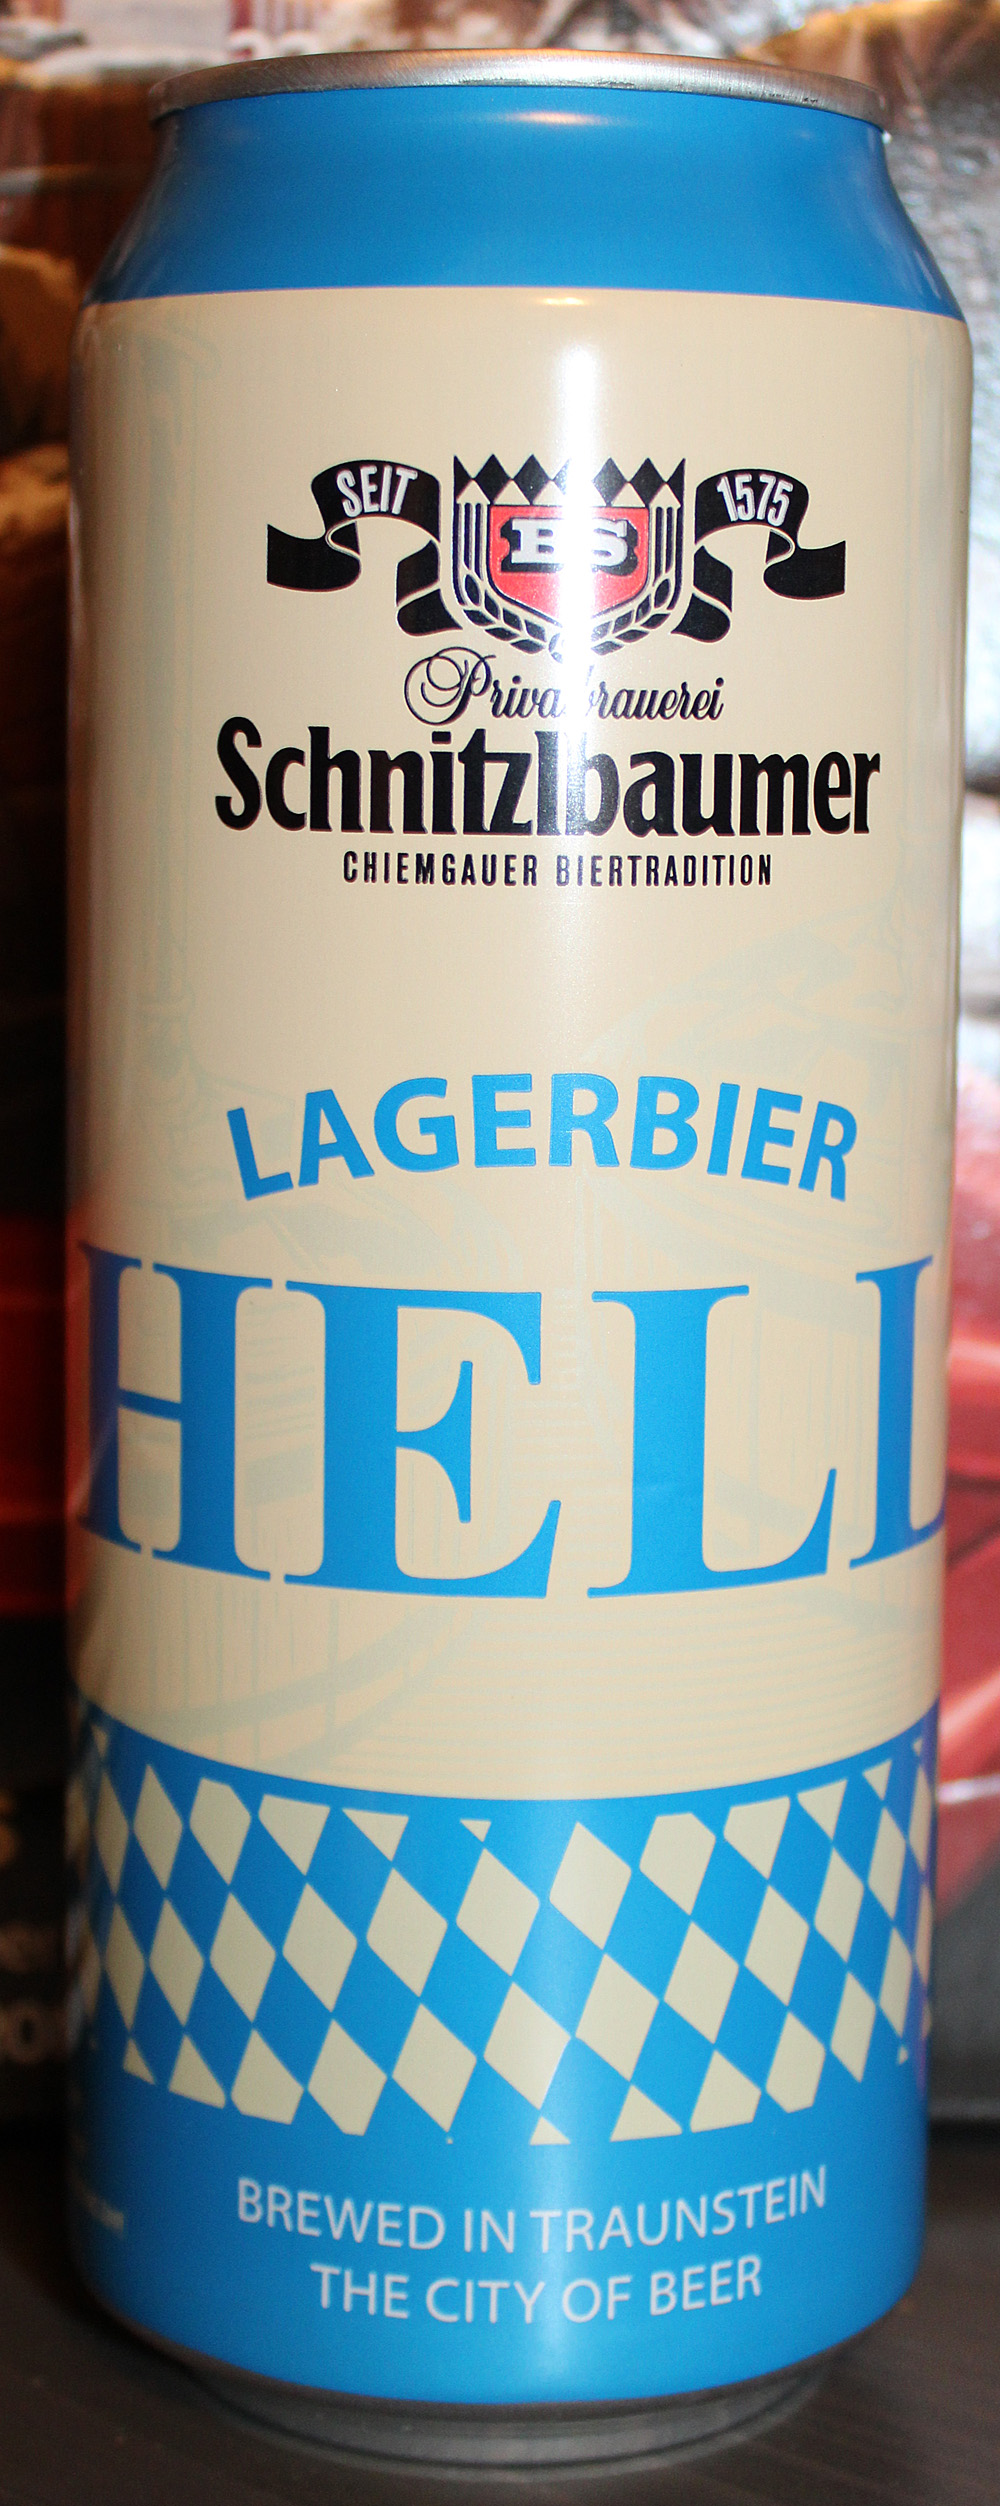 SEIT 1575
BS
Privatbrauerei
Schnitzlbaumer
CHIEMGAUER BIERTRADITION
LAGERBIER
HELL
BREWED IN TRAUNSTEIN
THE CITY OF BEER